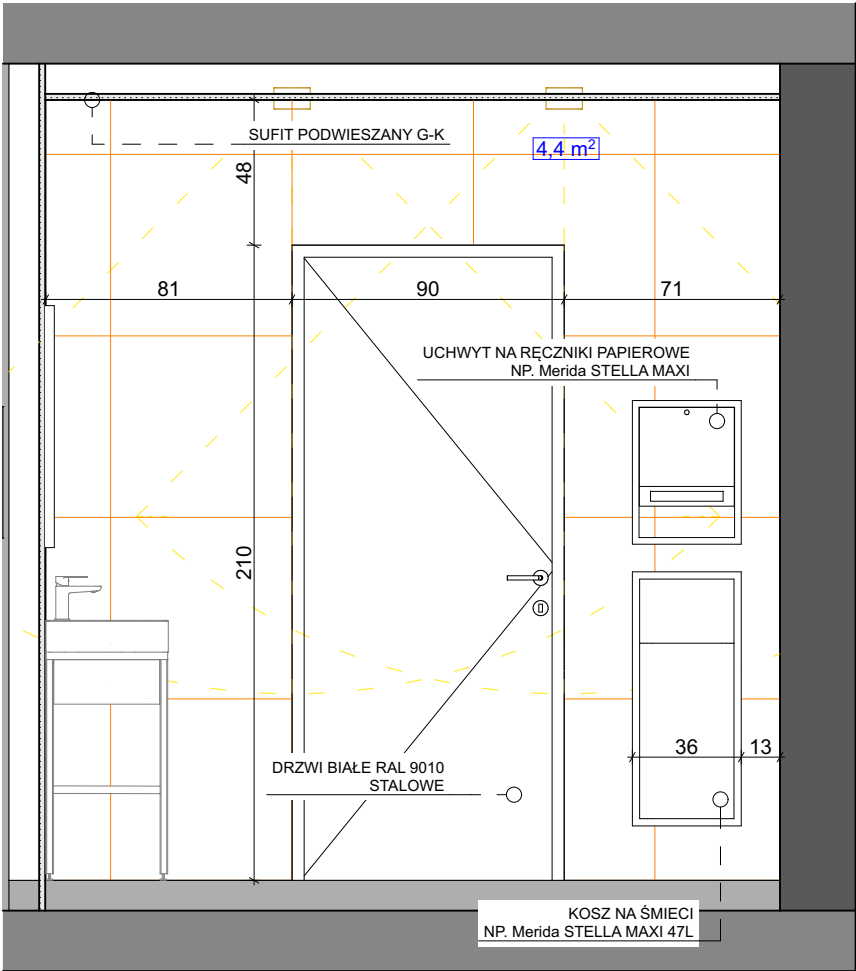 SUFIT PODWIESZANY G-K
4,4 m²
48
81
90
71
UCHWYT NA RĘCZNIKI PAPIEROWE
NP. Merida STELLA MAXI
210
36
13
DRZWI BIAŁE RAL 9010
STALOWE
KOSZ NA ŚMIECI
NP. Merida STELLA MAXI 47L